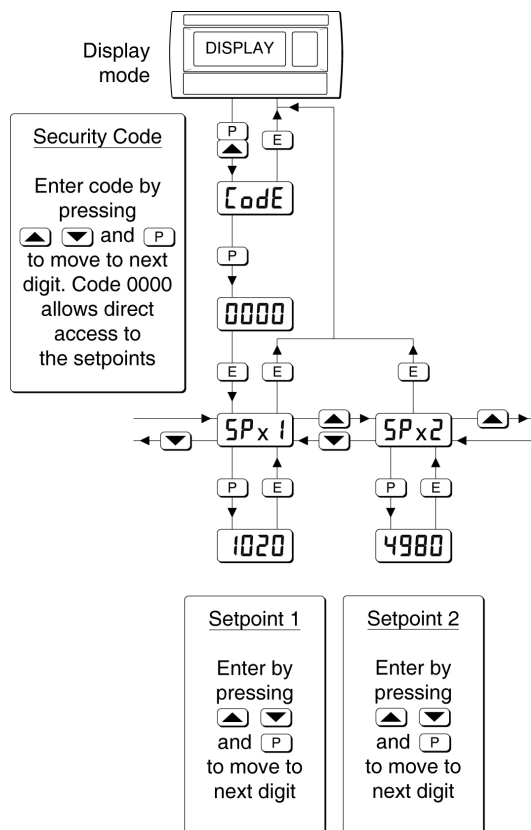 Display
mode
DISPLAY
P
E
Security Code
Enter code by
pressing
and P
to move to next
digit. Code 0000
allows direct
access to
the setpoints
CodE
P
0000
E E E
SPx1 SPx2
P E P E
1020 4980
Setpoint 1
Enter by
pressing
and P
to move to
next digit
Setpoint 2
Enter by
pressing
and P
to move to
next digit